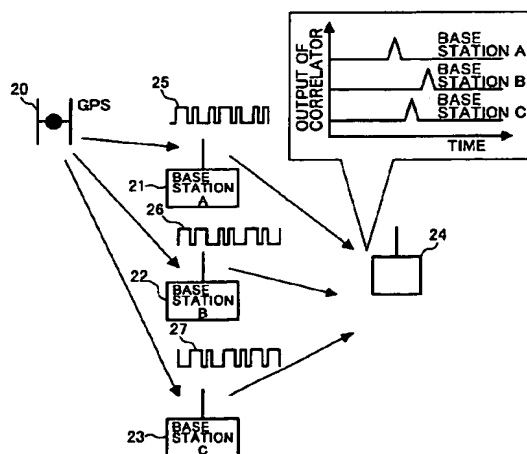 OUTPUT OF
CORRELATOR
BASE
STATION A
BASE
STATION B
BASE
STATION C
TIME
20
GPS
25
21
BASE
STATION
A
26
22
BASE
STATION
B
27
23
BASE
STATION
C
24